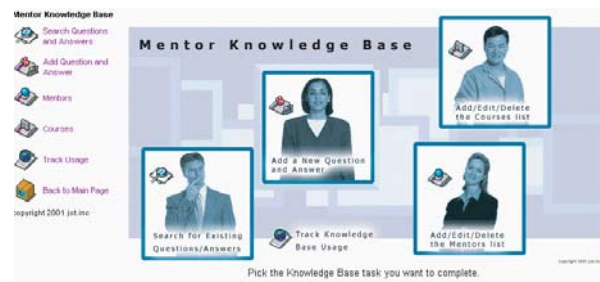 Mentor Knowledge Base
Search Questions
and Answers
Add Question and
Answer
Mentors
Courses
Track Usage
Back to Main Page
copyright 2001 jst.inc
Mentor Knowledge Base
Add/Edit/Delete
the Courses list
Add a New Question
and Answer
Search for Existing
Questions/Answers
Track Knowledge
Base Usage
Add/Edit/Delete
the Mentors list
Pick the Knowledge Base task you want to complete.